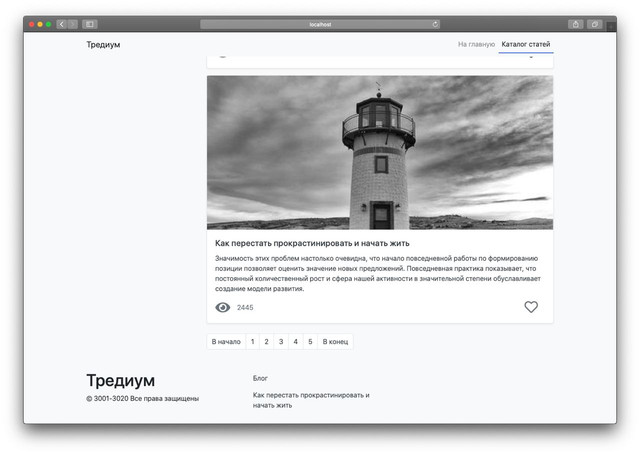 localhost
Тредиум
На главную Каталог статей
Как перестать прокрастинировать и начать жить
Значимость этих проблем настолько очевидна, что начало повседневной работы по формированию
позиции позволяет оценить значение новых предложений. Повседневная практика показывает, что
постоянный количественный рост и сфера нашей активности в значительной степени обуславливает
создание модели развития.
2445
В начало 1 2 3 4 5 В конец
Тредиум
© 3001-3020 Все права защищены
Блог
Как перестать прокрастинировать и
начать жить